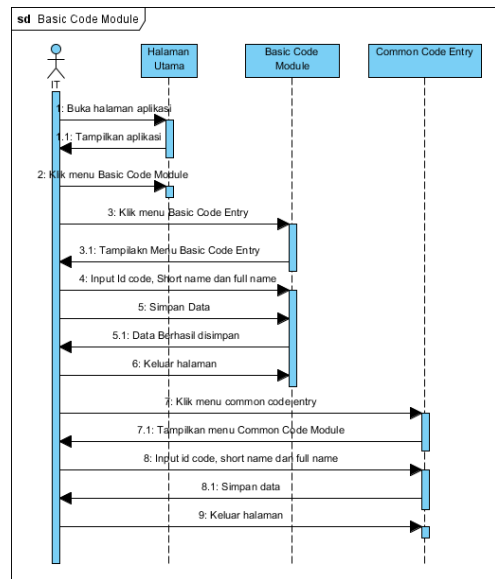 sd Basic Code Module
Halaman
Utama
Basic Code
Module
Common Code Entry
IT
1: Buka halaman aplikasi
1.1: Tampilkan aplikasi
2: Klik menu Basic Code Module
3: Klik menu Basic Code Entry
3.1: Tampilakn Menu Basic Code Entry
4: Input Id code, Short name dan full name
5: Simpan Data
5.1: Data Berhasil disimpan
6: Keluar halaman
7: Klik menu common code entry
7.1: Tampilkan menu Common Code Module
8: Input id code, short name dan full name
8.1: Simpan data
9: Keluar halaman